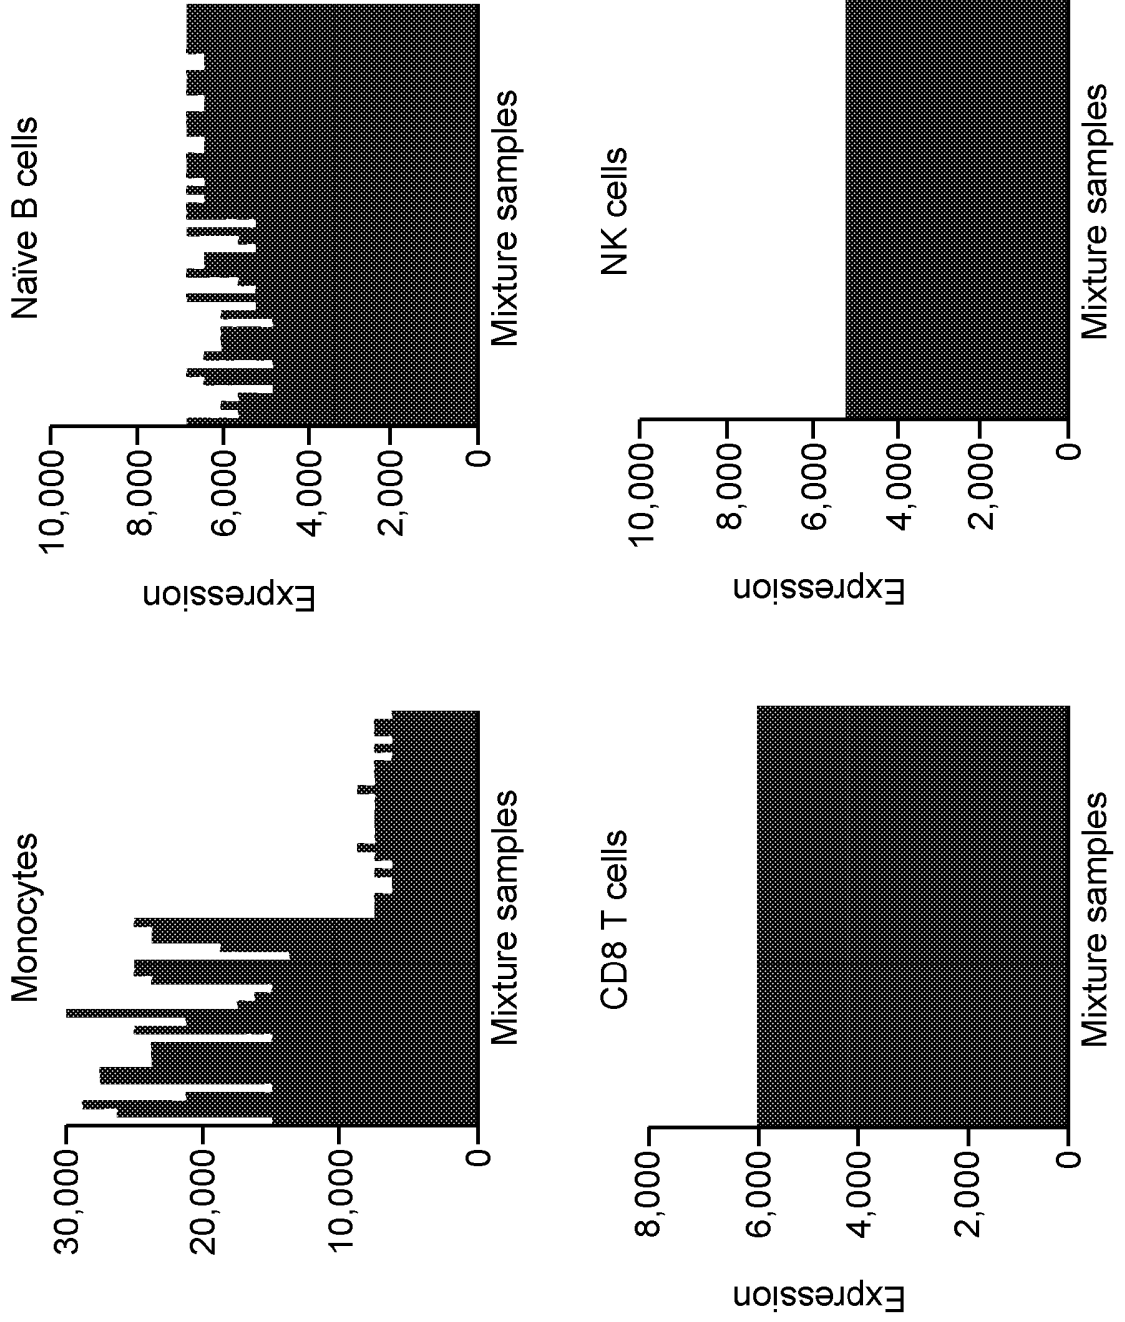 Monocytes
30,000
20,000
10,000
0
Expression
Mixture samples
Naïve B cells
10,000
8,000
6,000
4,000
2,000
0
Expression
Mixture samples
CD8 T cells
8,000
6,000
4,000
2,000
0
Expression
Mixture samples
NK cells
10,000
8,000
6,000
4,000
2,000
0
Expression
Mixture samples